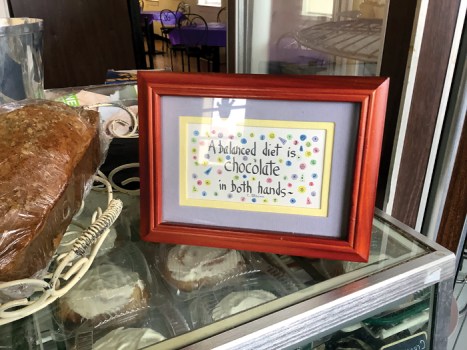 A balanced diet is
chocolate
in both hands~